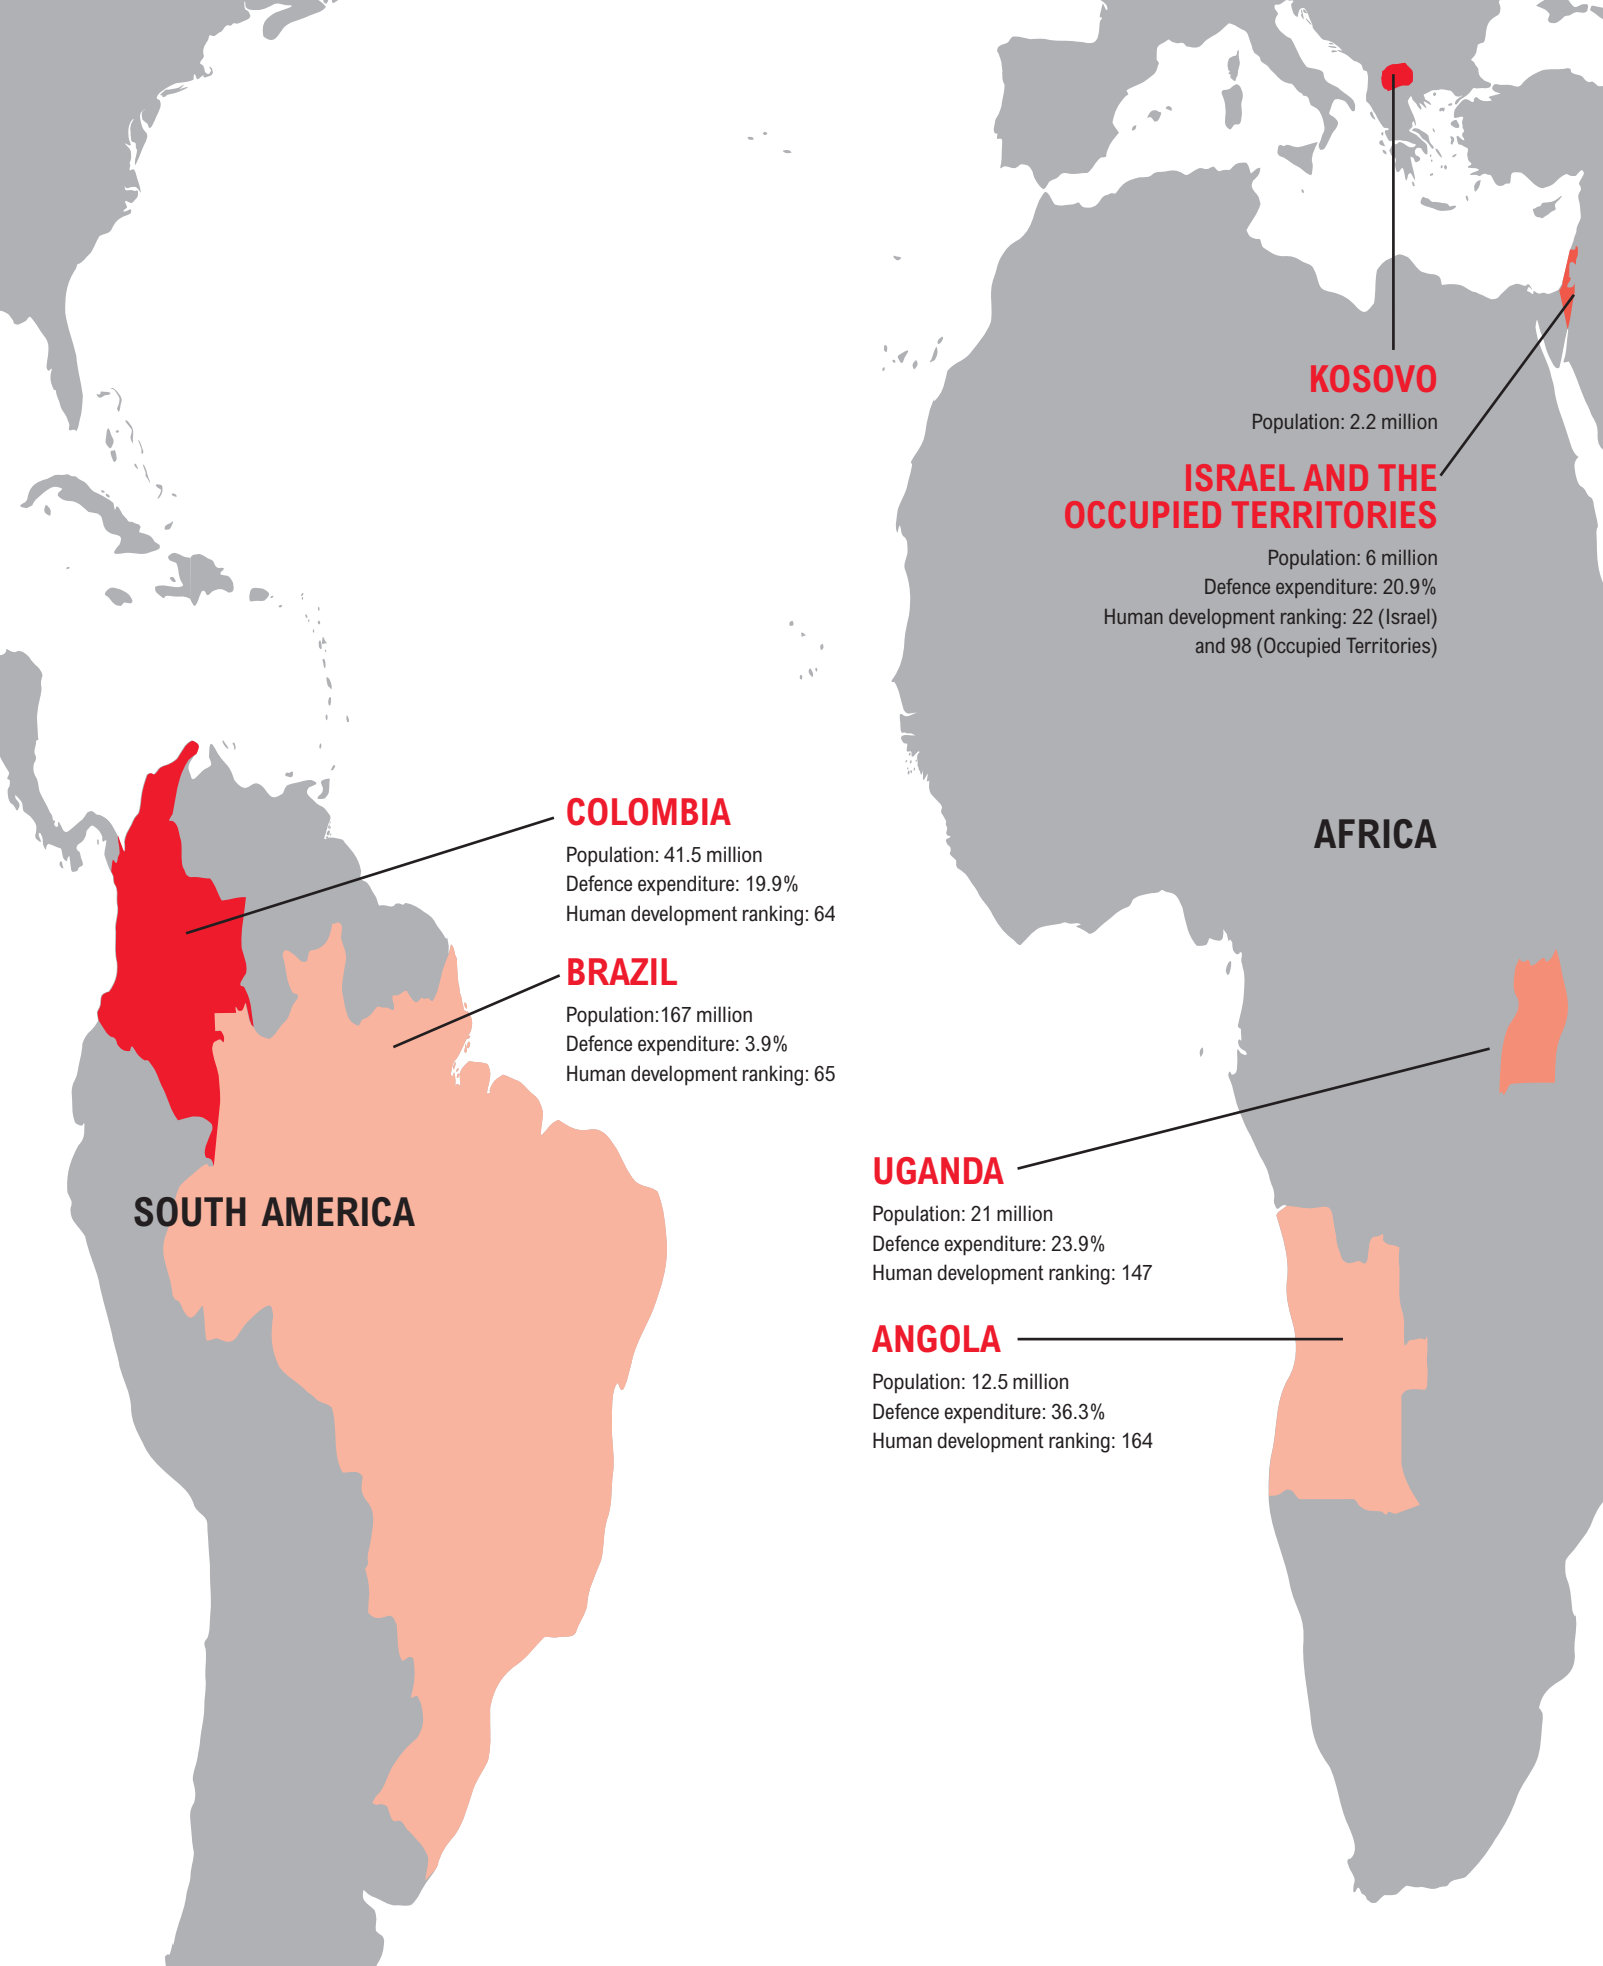 KOSOVO
Population: 2.2 million
ISRAEL AND THE
OCCUPIED TERRITORIES
Population: 6 million
Defence expenditure: 20.9%
Human development ranking: 22 (Israel)
and 98 (Occupied Territories)
COLOMBIA
Population: 41.5 million
Defence expenditure: 19.9%
Human development ranking: 64
AFRICA
BRAZIL
Population:167 million
Defence expenditure: 3.9%
Human development ranking: 65
SOUTH AMERICA
UGANDA
Population: 21 million
Defence expenditure: 23.9%
Human development ranking: 147
ANGOLA
Population: 12.5 million
Defence expenditure: 36.3%
Human development ranking: 164